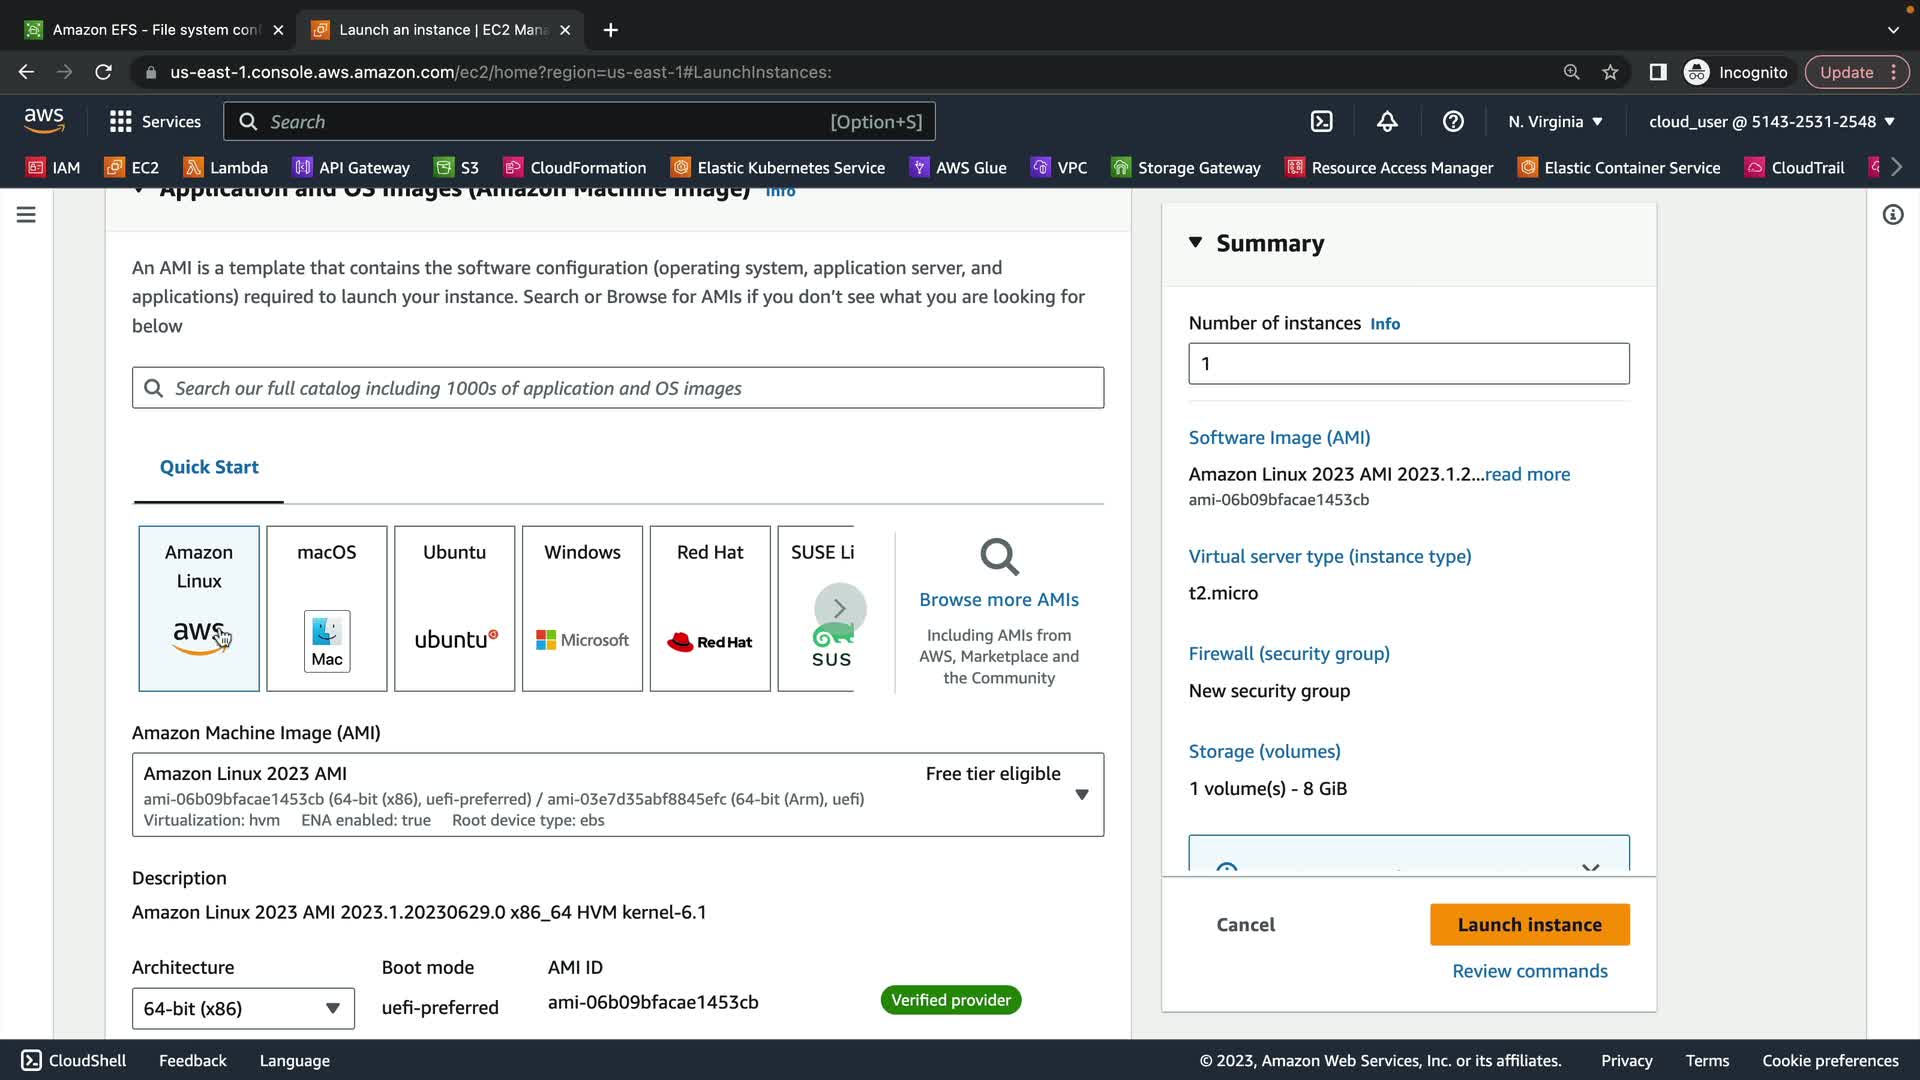 Amazon EFS - File system con
Launch an instance | EC2 Mana
us-east-1.console.aws.amazon.com/ec2/home?region=us-east-1#LaunchInstances:
Incognito
Update
aws
Services
Search
[Option+S]
N. Virginia
cloud_user @ 5143-2531-2548
IAM
EC2
Lambda
API Gateway
S3
CloudFormation
Elastic Kubernetes Service
AWS Glue
VPC
Storage Gateway
Resource Access Manager
Elastic Container Service
CloudTrail
Application and OS Images (Amazon Machine Image) Info
An AMI is a template that contains the software configuration (operating system, application server, and
applications) required to launch your instance. Search or Browse for AMIs if you don’t see what you are looking for
below
Search our full catalog including 1000s of application and OS images
Quick Start
Amazon
Linux
aws
macOS
Mac
Ubuntu
ubuntu
Windows
Microsoft
Red Hat
Red Hat
SUSE Li
SUS
Browse more AMIs
Including AMIs from
AWS, Marketplace and
the Community
Amazon Machine Image (AMI)
Amazon Linux 2023 AMI
Free tier eligible
ami-06b09bfacae1453cb (64-bit (x86), uefi-preferred) / ami-03e7d35abf8845efc (64-bit (Arm), uefi)
Virtualization: hvm ENA enabled: true Root device type: ebs
Description
Amazon Linux 2023 AMI 2023.1.20230629.0 x86_64 HVM kernel-6.1
Architecture
Boot mode
AMI ID
64-bit (x86)
uefi-preferred
ami-06b09bfacae1453cb
Verified provider
Summary
Number of instances Info
1
Software Image (AMI)
Amazon Linux 2023 AMI 2023.1.2...read more
ami-06b09bfacae1453cb
Virtual server type (instance type)
t2.micro
Firewall (security group)
New security group
Storage (volumes)
1 volume(s) - 8 GiB
Cancel
Launch instance
Review commands
CloudShell
Feedback
Language
© 2023, Amazon Web Services, Inc. or its affiliates.
Privacy
Terms
Cookie preferences